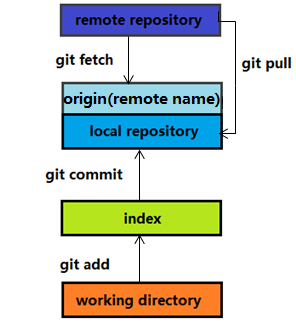 remote repository
git fetch
git pull
origin(remote name)
local repository
git commit
index
git add
working directory